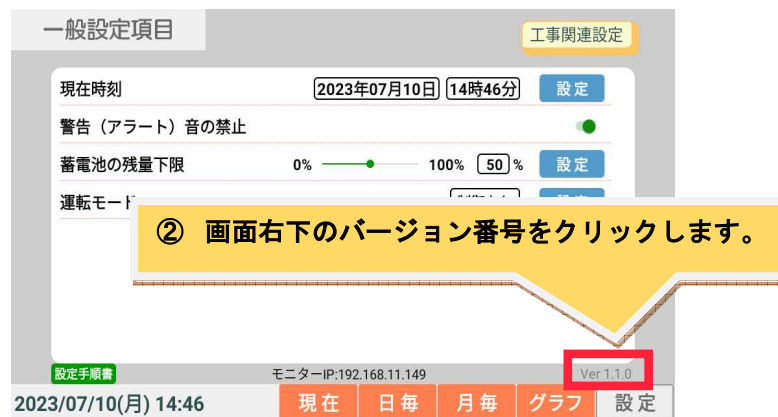 一般設定項目
工事関連設定
現在時刻 2023年07月10日 14時46分 設定
警告（アラート）音の禁止
蓄電池の残量下限 0% 100% 50 % 設定
運転モード
② 画面右下のバージョン番号をクリックします。
設定手順書 モニターIP:192.168.11.149 Ver 1.1.0
2023/07/10(月) 14:46 現在 日毎 月毎 グラフ 設定